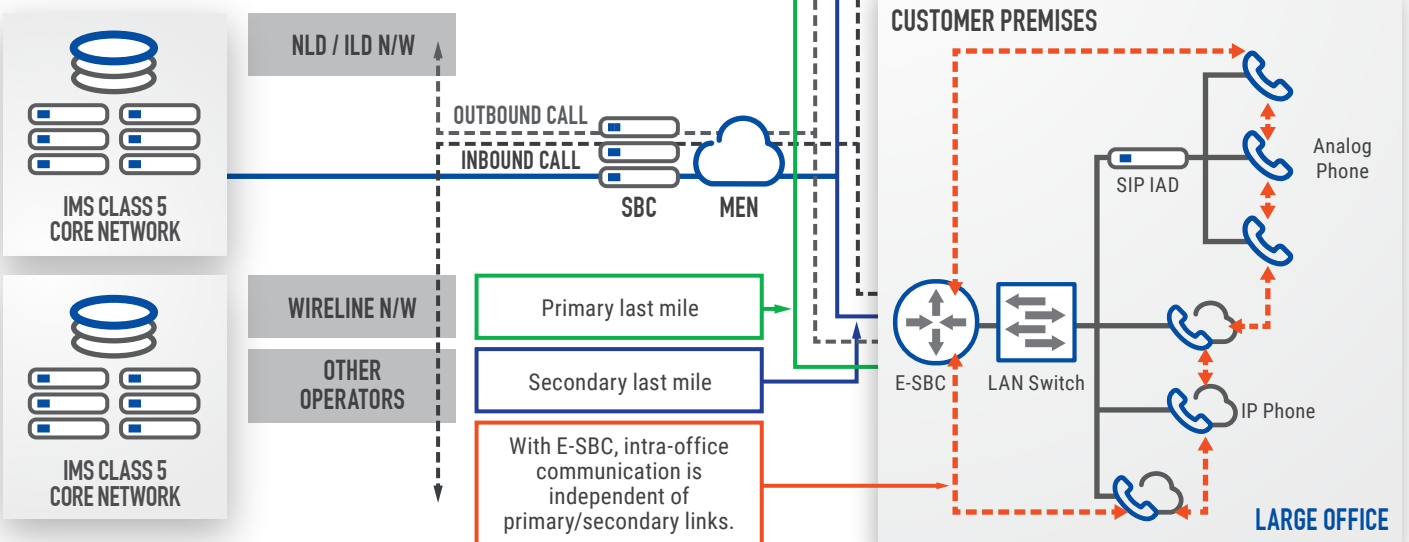 IMS CLASS 5
CORE NETWORK
NLD / ILD N/W
OUTBOUND CALL
INBOUND CALL
SBC
MEN
IMS CLASS 5
CORE NETWORK
WIRELINE N/W
OTHER
OPERATORS
Primary last mile
Secondary last mile
With E-SBC, intra-office
communication is
independent of
primary/secondary links.
CUSTOMER PREMISES
Analog
Phone
SIP IAD
E-SBC
LAN Switch
IP Phone
LARGE OFFICE